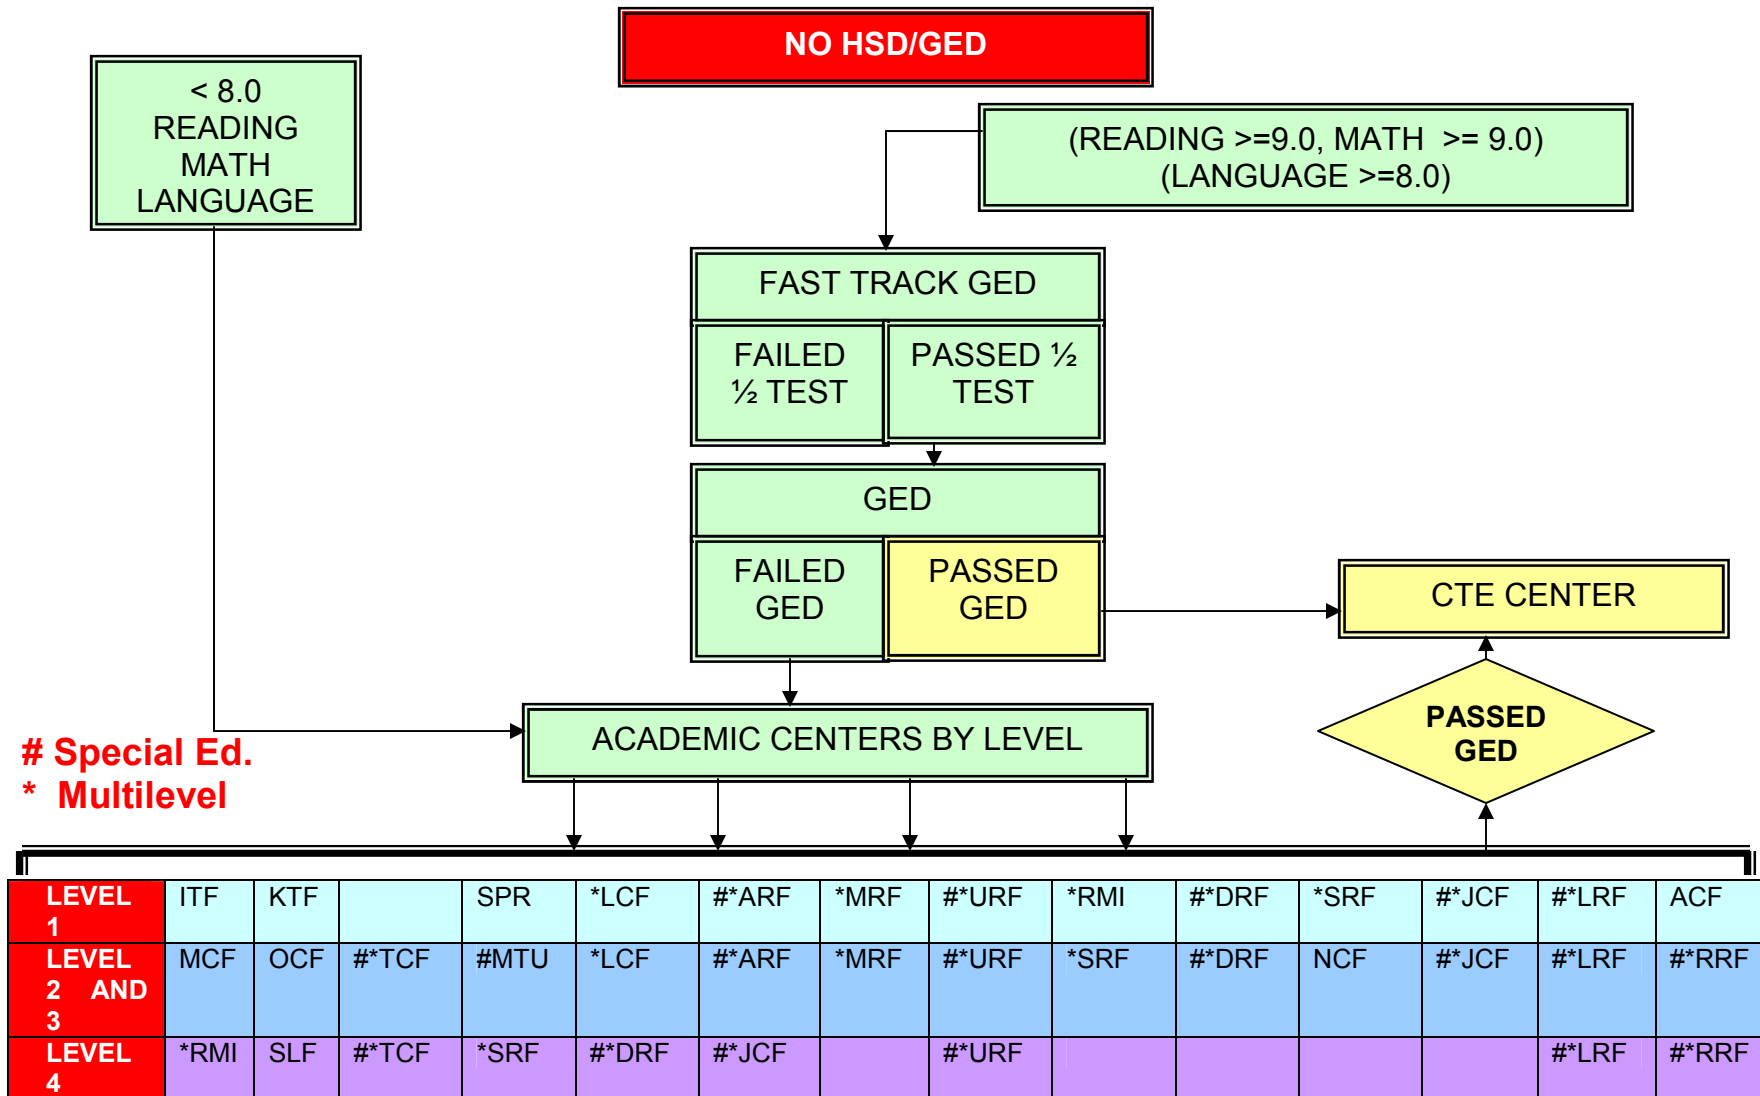 NO HSD/GED
< 8.0
READING
MATH
LANGUAGE
(READING >=9.0, MATH >= 9.0)
(LANGUAGE >=8.0)
FAST TRACK GED
FAILED
½ TEST
PASSED ½
TEST
GED
FAILED
GED
PASSED
GED
CTE CENTER
PASSED
GED
ACADEMIC CENTERS BY LEVEL
# Special Ed.
* Multilevel
LEVEL
1
ITF KTF SPR *LCF #*ARF *MRF #*URF *RMI #*DRF *SRF #*JCF #*LRF ACF
LEVEL
2 AND
3
MCF OCF #*TCF #MTU *LCF #*ARF *MRF #*URF *SRF #*DRF NCF #*JCF #*LRF #*RRF
LEVEL
4
*RMI SLF #*TCF *SRF #*DRF #*JCF #*URF #*LRF #*RRF